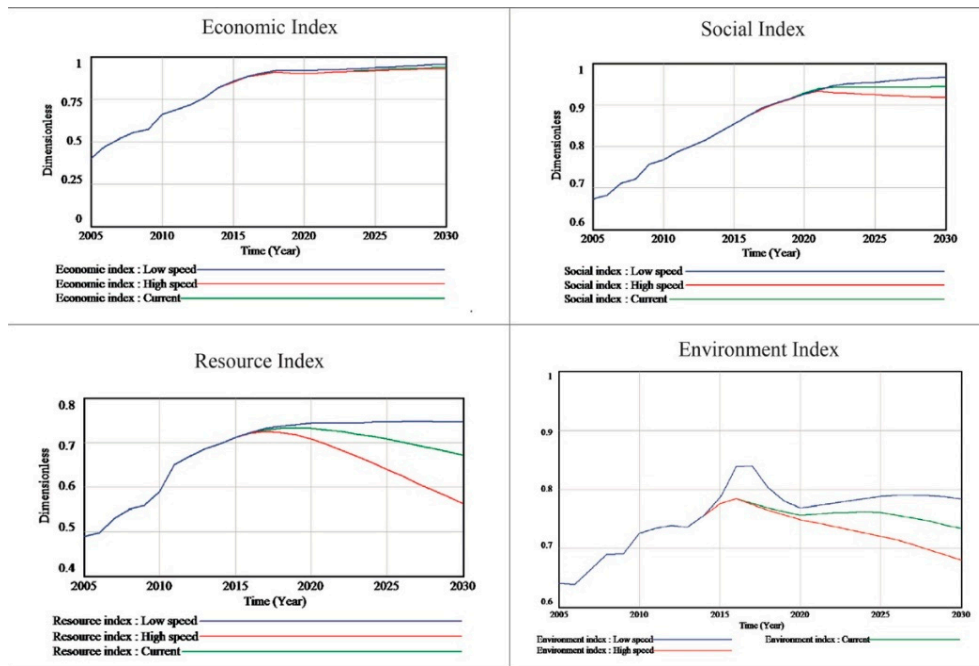 Economic Index
Dimensionless
1
0.75
0.5
0.25
0
2005 2010 2015 2020 2025 2030
Time (Year)
Economic index : Low speed
Economic index : High speed
Economic index : Current
Social Index
Dimensionless
1
0.9
0.8
0.7
0.6
2005 2010 2015 2020 2025 2030
Time (Year)
Social index : Low speed
Social index : High speed
Social index : Current
Resource Index
Dimensionless
0.8
0.7
0.6
0.5
0.4
2005 2010 2015 2020 2025 2030
Time (Year)
Resource index : Low speed
Resource index : High speed
Resource index : Current
Environment Index
1
0.9
0.8
0.7
0.6
2005 2010 2015 2020 2025 2030
Time (Year)
Environment index : Low speed Environment index : Current
Environment index : High speed